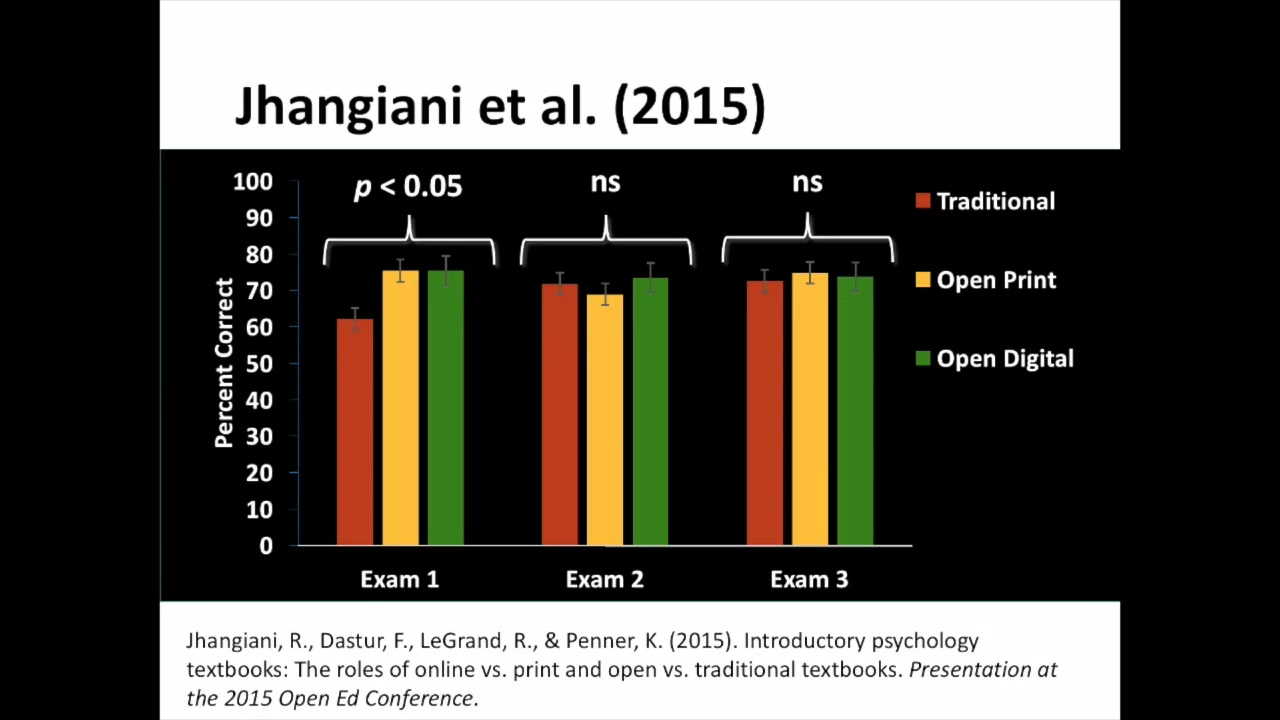 Jhangiani et al. (2015)
p < 0.05
ns
ns
100
90
80
70
60
50
40
30
20
10
0
Percent Correct
Exam 1
Exam 2
Exam 3
Traditional
Open Print
Open Digital
Jhangiani, R., Dastur, F., LeGrand, R., & Penner, K. (2015). Introductory psychology
textbooks: The roles of online vs. print and open vs. traditional textbooks. Presentation at
the 2015 Open Ed Conference.